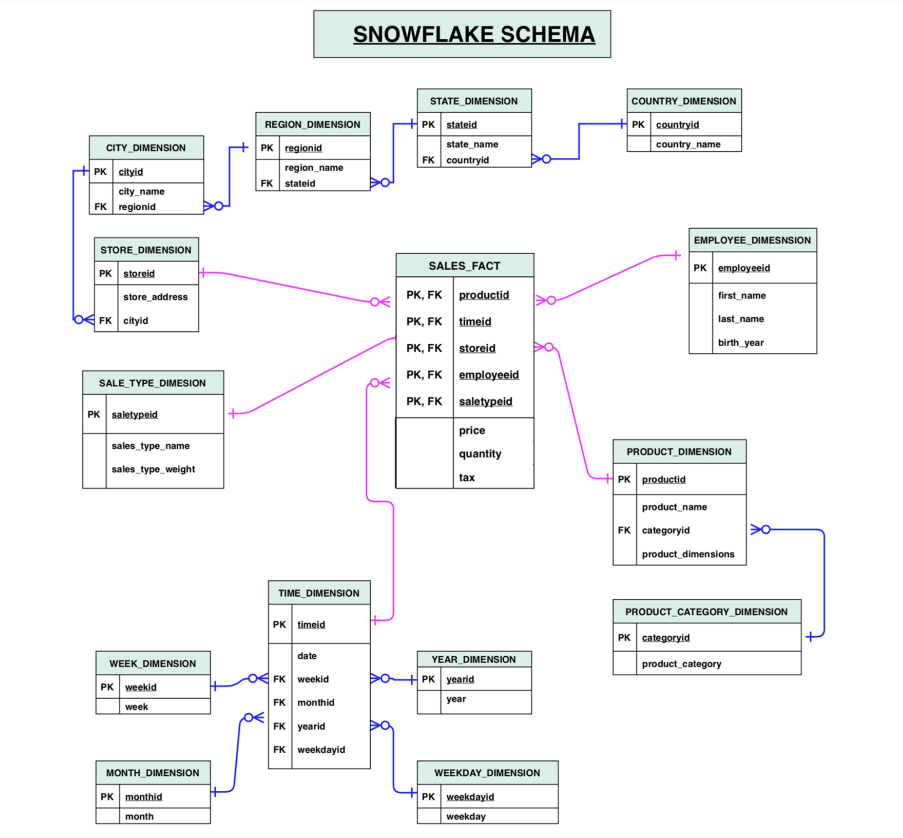 SNOWFLAKE SCHEMA
STATE_DIMENSION
PK stateid
state_name
FK countryid
COUNTRY_DIMENSION
PK countryid
country_name
REGION_DIMENSION
PK regionid
region_name
FK stateid
CITY_DIMENSION
PK cityid
city_name
FK regionid
STORE_DIMENSION
PK storeid
store_address
FK cityid
SALES_FACT
PK, FK productid
PK, FK timeid
PK, FK storeid
PK, FK employeeid
PK, FK saletypeid
price
quantity
tax
EMPLOYEE_DIMESNSION
PK employeeid
first_name
last_name
birth_year
SALE_TYPE_DIMESION
PK saletypeid
sales_type_name
sales_type_weight
PRODUCT_DIMENSION
PK productid
product_name
FK categoryid
product_dimensions
PRODUCT_CATEGORY_DIMENSION
PK categoryid
product_category
TIME_DIMENSION
PK timeid
date
FK weekid
FK monthid
FK yearid
FK weekdayid
WEEK_DIMENSION
PK weekid
week
YEAR_DIMENSION
PK yearid
year
MONTH_DIMENSION
PK monthid
month
WEEKDAY_DIMENSION
PK weekdayid
weekday